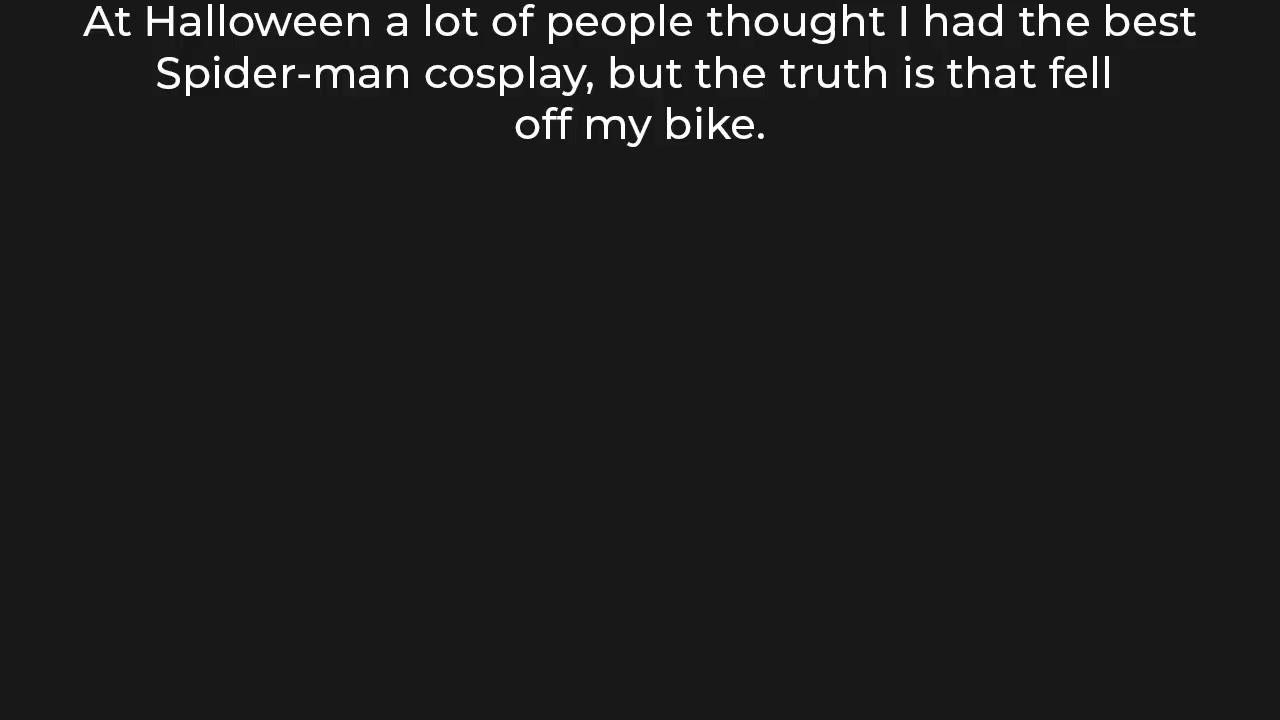 At Halloween a lot of people thought I had the best
Spider-man cosplay, but the truth is that fell
off my bike.